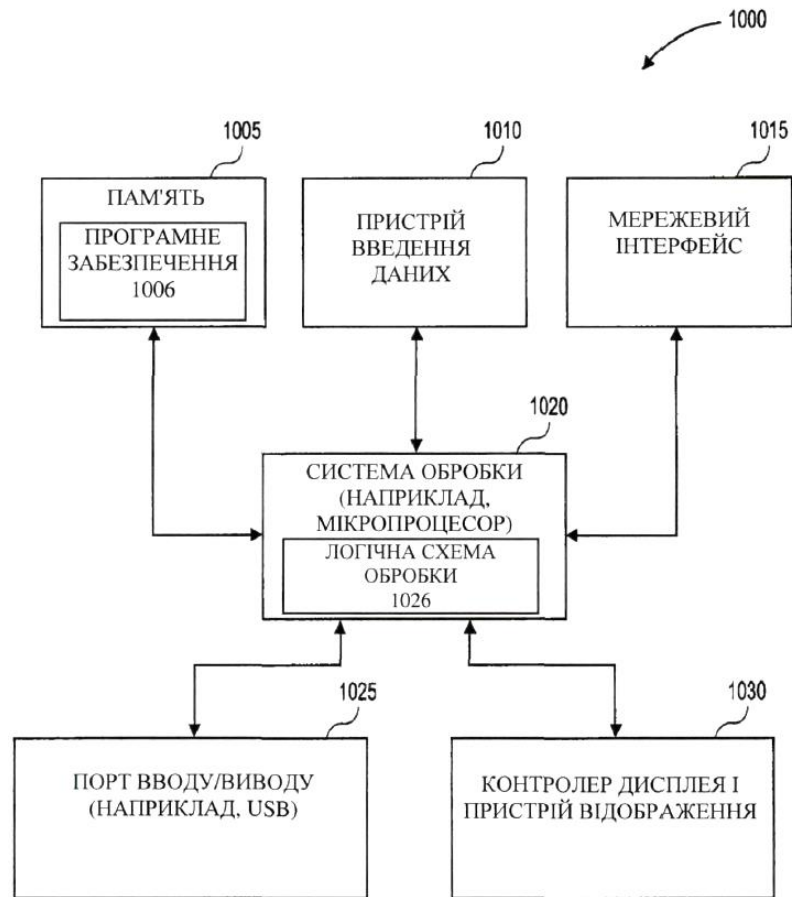 1000
1005
1010
1015
ПАМ'ЯТЬ
ПРОГРАМНЕ
ЗАБЕЗПЕЧЕННЯ
1006
ПРИСТРІЙ
ВВЕДЕННЯ
ДАНИХ
МЕРЕЖЕВИЙ
ІНТЕРФЕЙС
1020
СИСТЕМА ОБРОБКИ
(НАПРИКЛАД,
МІКРОПРОЦЕСОР)
ЛОГІЧНА СХЕМА
ОБРОБКИ
1026
1025
1030
ПОРТ ВВОДУ/ВИВОДУ
(НАПРИКЛАД, USB)
КОНТРОЛЕР ДИСПЛЕЯ І
ПРИСТРІЙ ВІДОБРАЖЕННЯ